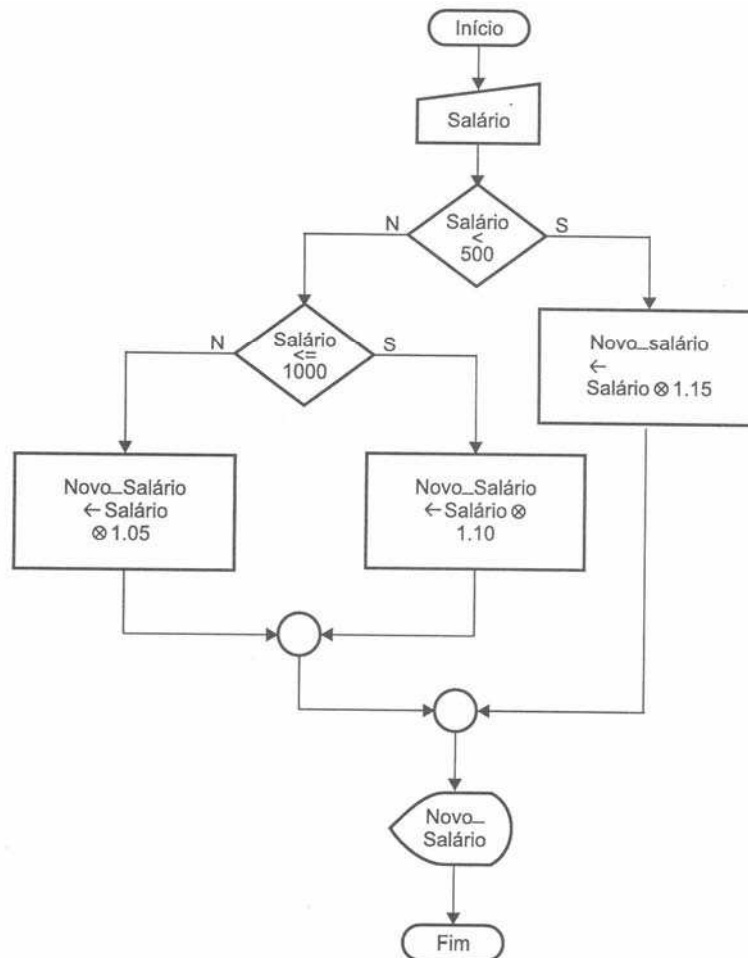 Início
Salário
N
Salário
<
500
S
N
Salário
<=
1000
S
Novo_salário
←
Salário ⊗ 1.15
Novo_Salário
← Salário
⊗ 1.05
Novo_Salário
← Salário ⊗
1.10
Novo_
Salário
Fim